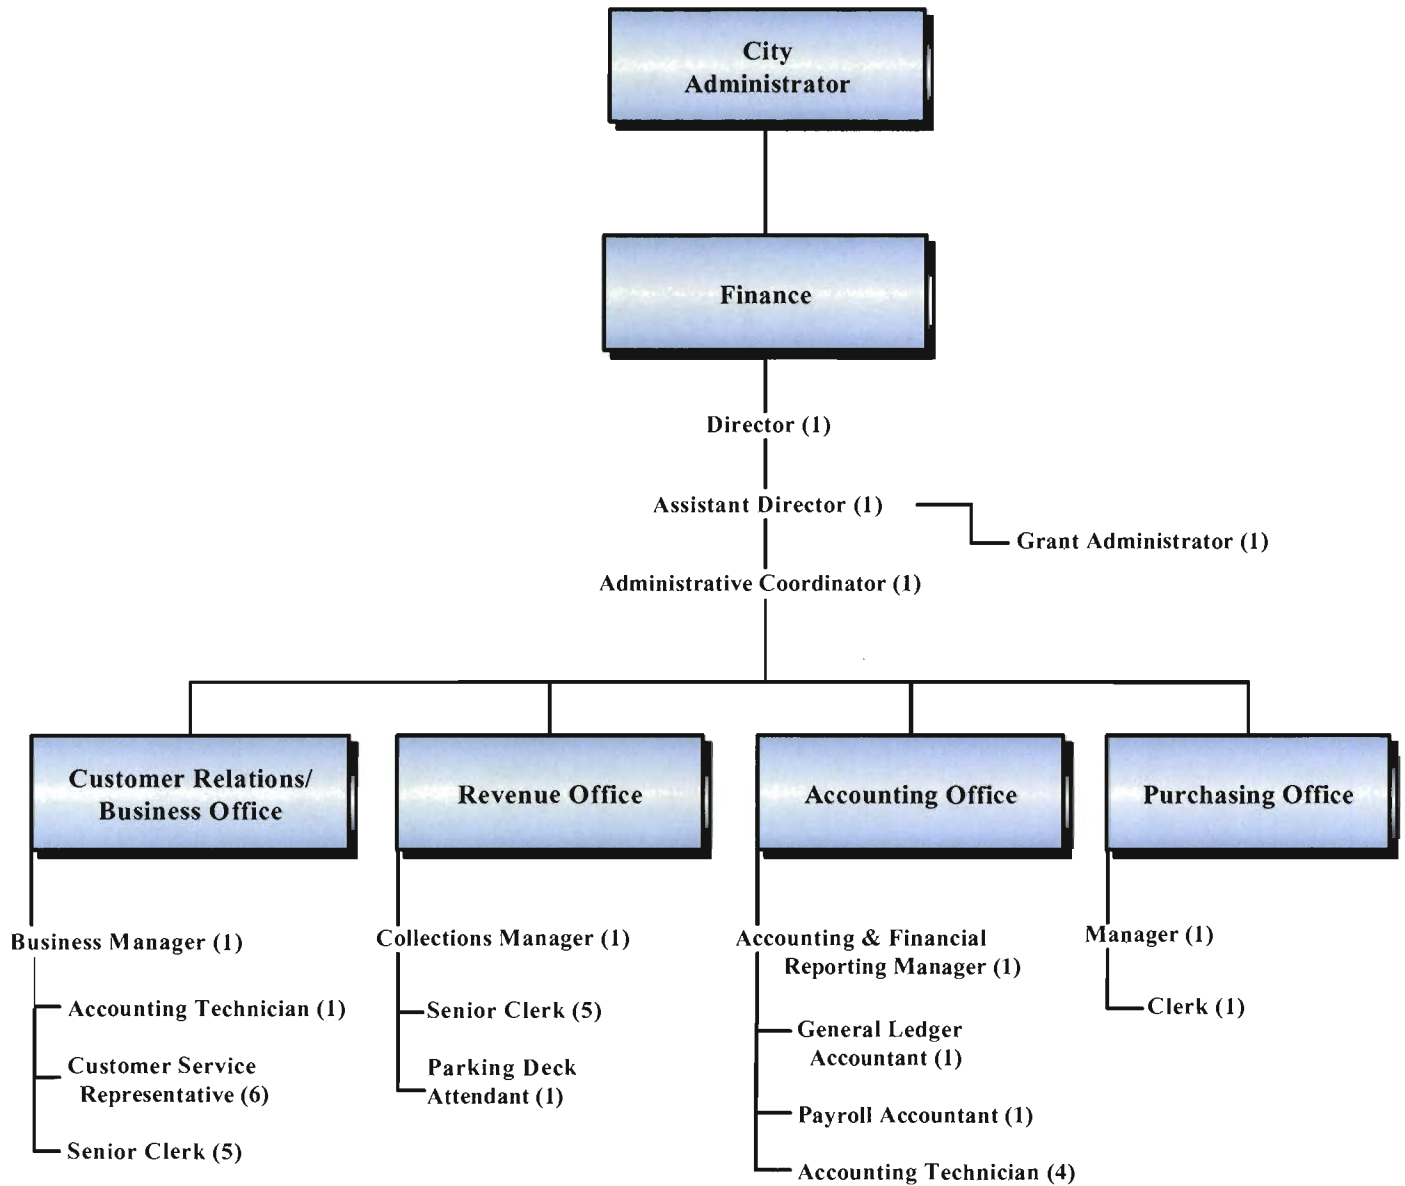 City
Administrator
Finance
Director (1)
Assistant Director (1)
Grant Administrator (1)
Administrative Coordinator (1)
Customer Relations/
Business Office
Business Manager (1)
Accounting Technician (1)
Customer Service
Representative (6)
Senior Clerk (5)
Revenue Office
Collections Manager (1)
Senior Clerk (5)
Parking Deck
Attendant (1)
Accounting Office
Accounting & Financial
Reporting Manager (1)
General Ledger
Accountant (1)
Payroll Accountant (1)
Accounting Technician (4)
Purchasing Office
Manager (1)
Clerk (1)